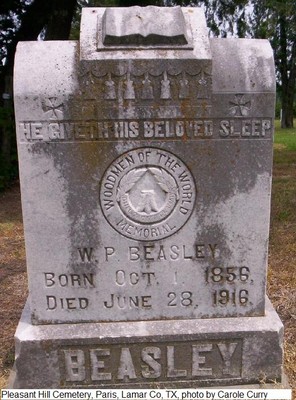 HE GIVETH HIS BELOVED SLEEP
WOODMEN OF THE WORLD
MEMORIAL
W. P. BEASLEY
BORN OCT. 1. 1856.
DIED JUNE 28, 1916.
BEASLEY
Pleasant Hill Cemetery, Paris, Lamar Co, TX, photo by Carole Curry